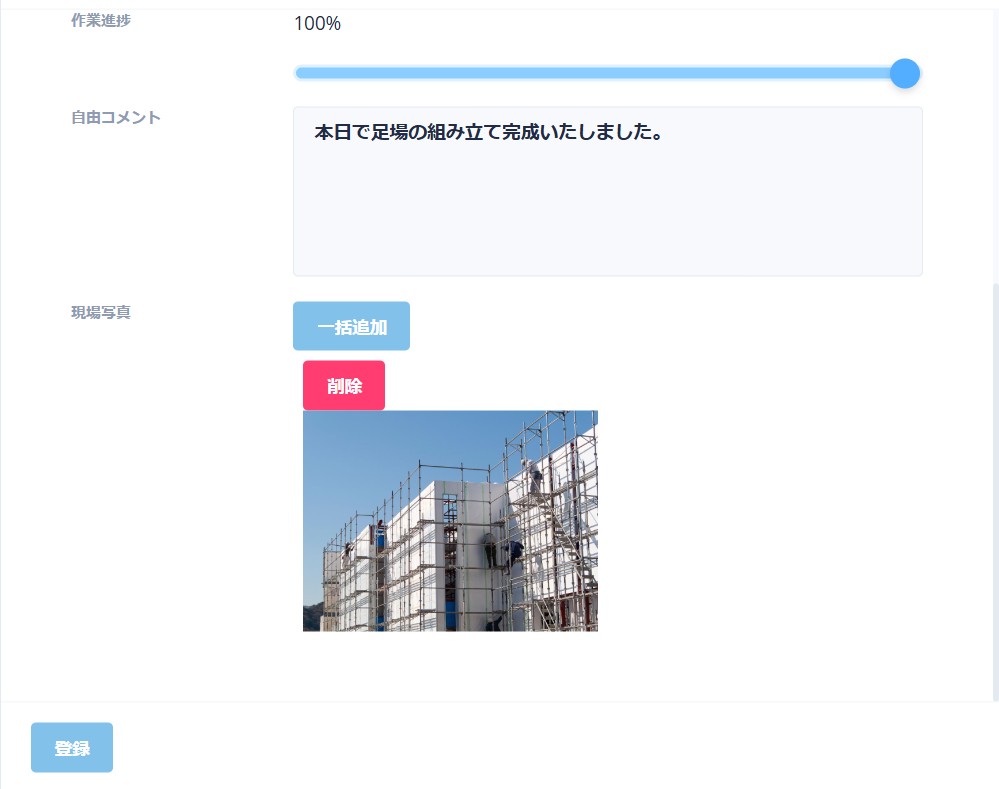 作業進捗
100%
自由コメント
本日で足場の組み立て完成いたしました。
現場写真
一括追加
削除
登録